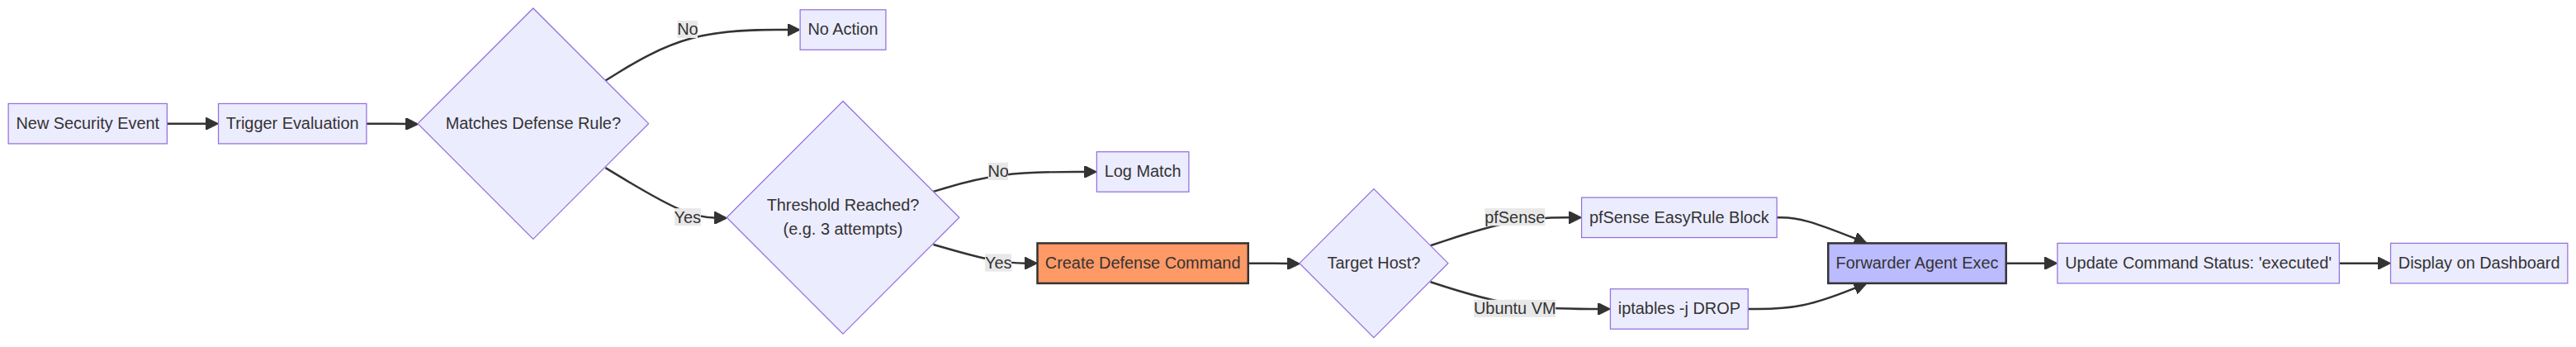 New Security Event
Trigger Evaluation
Matches Defense Rule?
No
No Action
Yes
Threshold Reached?
(e.g. 3 attempts)
No
Log Match
Yes
Create Defense Command
Target Host?
pfSense
pfSense EasyRule Block
Ubuntu VM
iptables -j DROP
Forwarder Agent Exec
Update Command Status: 'executed'
Display on Dashboard